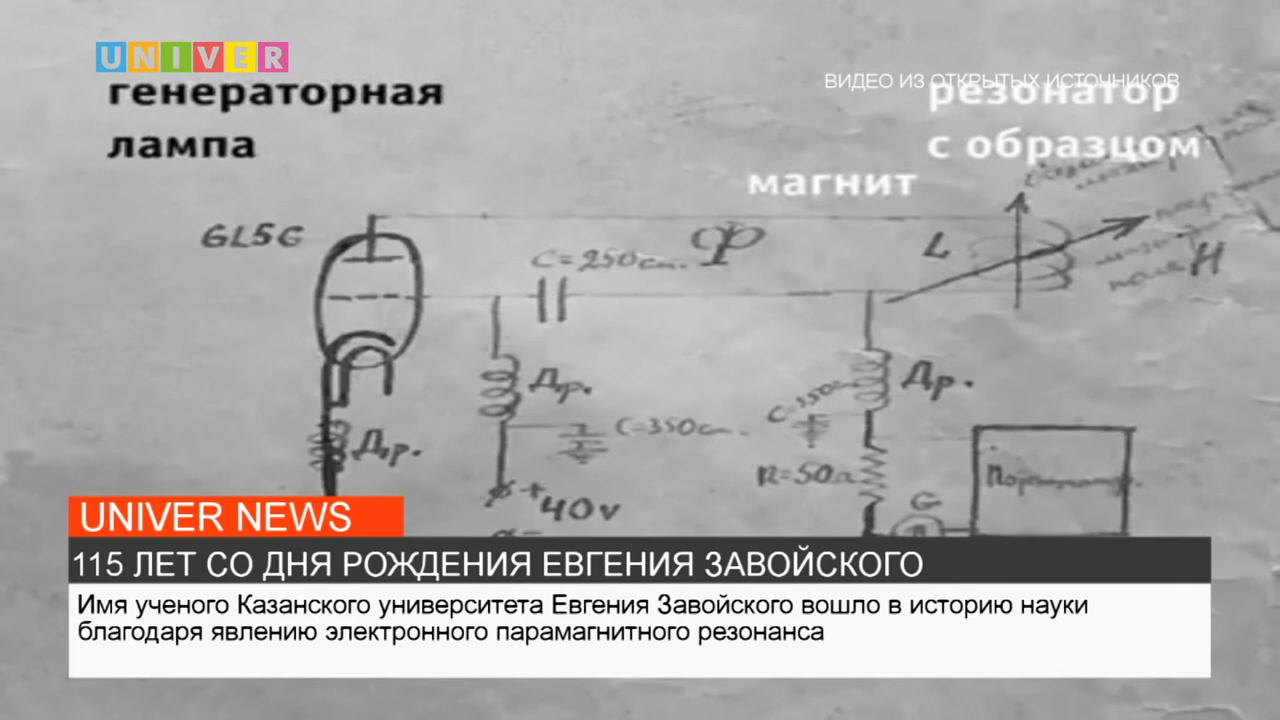 UNIVER
ВИДЕО ИЗ ОТКРЫТЫХ ИСТОЧНИКОВ
генераторная
лампа
резонатор
с образцом
магнит
6L5G
C=250cm.
L
H
Др.
Др.
C=350cm.
C=350cm
Др.
R=50Ω
+40v
G
UNIVER NEWS
115 ЛЕТ СО ДНЯ РОЖДЕНИЯ ЕВГЕНИЯ ЗАВОЙСКОГО
Имя ученого Казанского университета Евгения Завойского вошло в историю науки
благодаря явлению электронного парамагнитного резонанса